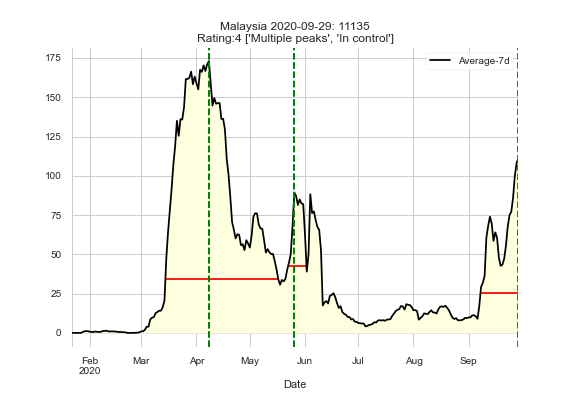 Malaysia 2020-09-29: 11135
Rating:4 ['Multiple peaks', 'In control']
Average-7d
175
150
125
100
75
50
25
0
Feb
2020
Mar
Apr
May
Jun
Jul
Aug
Sep
Date